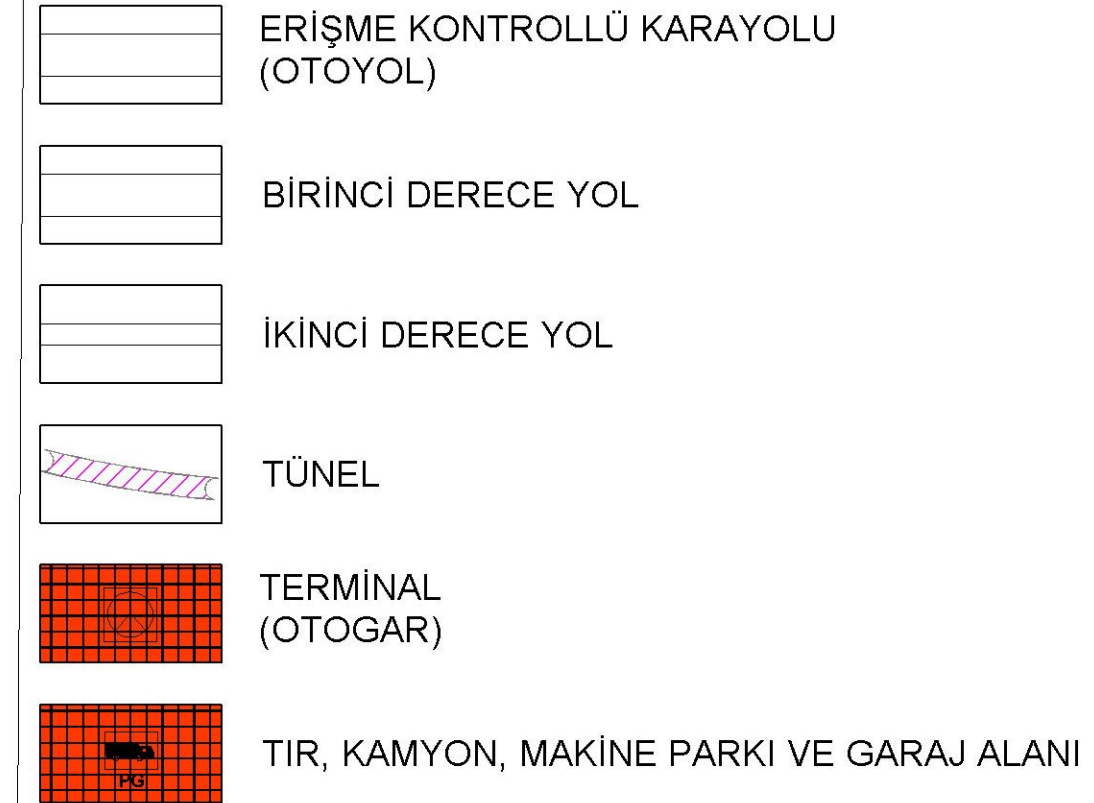 ERİŞME KONTROLLÜ KARAYOLU
(OTOYOL)
BİRİNCİ DERECE YOL
İKİNCİ DERECE YOL
TÜNEL
TERMİNAL
(OTOGAR)
PG
TIR, KAMYON, MAKİNE PARKI VE GARAJ ALANI